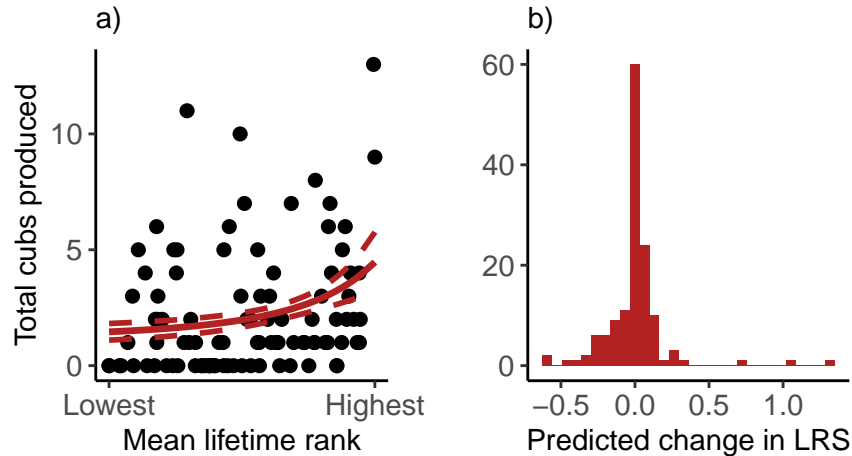 a)
Total cubs produced
10
5
0
Lowest
Highest
Mean lifetime rank
b)
60
40
20
0
−0.5
0.0
0.5
1.0
Predicted change in LRS